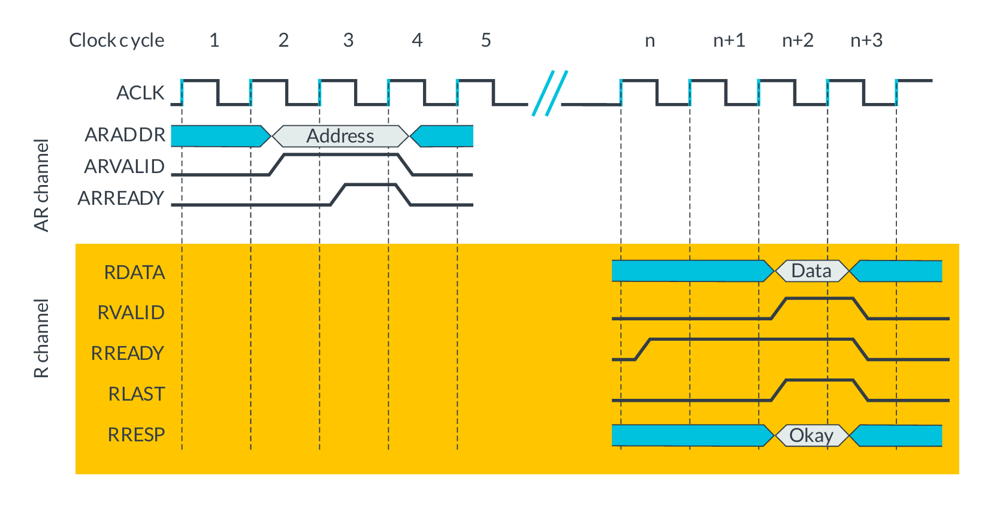 Clock cycle 1 2 3 4 5 n n+1 n+2 n+3
ACLK
AR channel
ARADDR Address
ARVALID
ARREADY
R channel
RDATA Data
RVALID
RREADY
RLAST
RRESP Okay